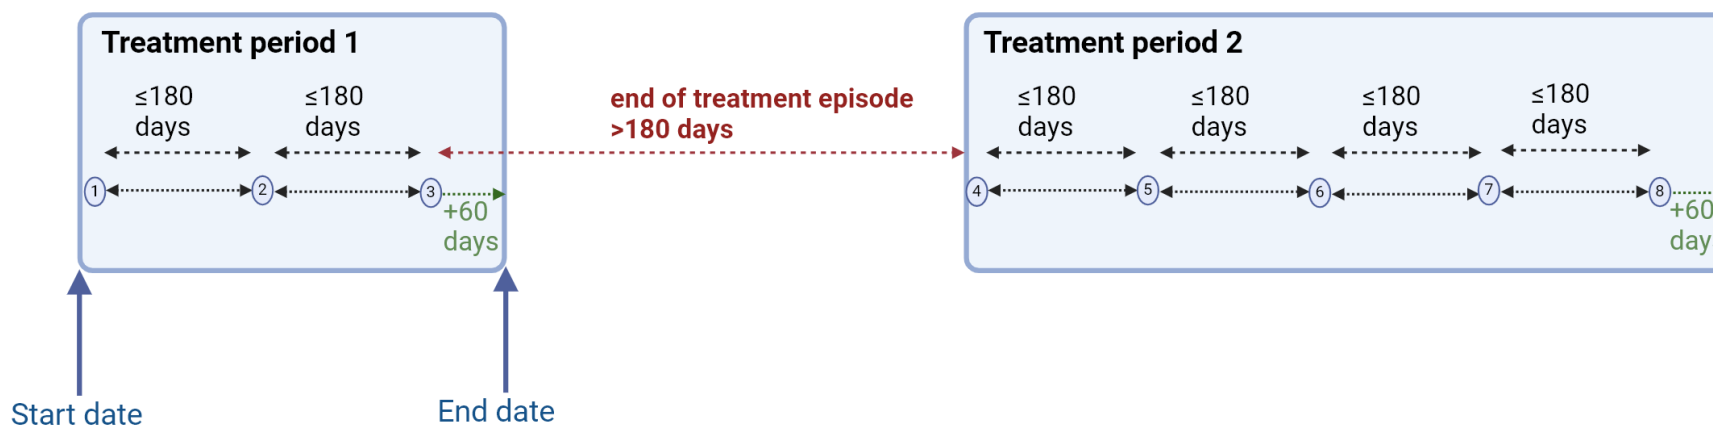 Treatment period 1
Treatment period 2
≤180
days
≤180
days
end of treatment episode
>180 days
≤180
days
≤180
days
≤180
days
≤180
days
1
2
3
4
5
6
7
8
+60
days
+60
day
Start date
End date